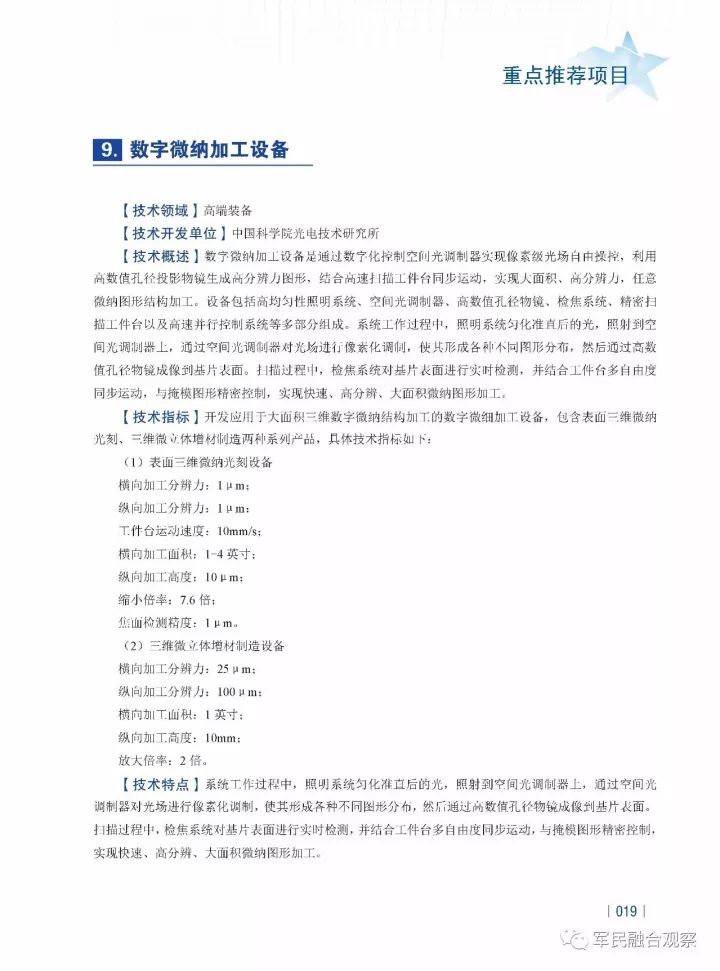 重点推荐项目
9. 数字微纳加工设备
【技术领域】高端装备
【技术开发单位】中国科学院光电技术研究所
【技术概述】数字微纳加工设备是通过数字化控制空间光调制器实现像素级光场自由操控，利用
高数值孔径投影物镜生成高分辨力图形，结合高速扫描工件台同步运动，实现大面积、高分辨力，任意
微纳图形结构加工。设备包括高均匀性照明系统、空间光调制器、高数值孔径物镜、检焦系统、精密扫
描工件台以及高速并行控制系统等多部分组成。系统工作过程中，照明系统匀化准直后的光，照射到空
间光调制器上，通过空间光调制器对光场进行像素化调制，使其形成各种不同图形分布，然后通过高数
值孔径物镜成像到基片表面。扫描过程中，检焦系统对基片表面进行实时检测，并结合工件台多自由度
同步运动，与掩模图形精密控制，实现快速、高分辨、大面积微纳图形加工。
【技术指标】开发应用于大面积三维数字微纳结构加工的数字微细加工设备，包含表面三维微纳
光刻、三维微立体增材制造两种系列产品，具体技术指标如下：
（1）表面三维微纳光刻设备
横向加工分辨力：1μm；
纵向加工分辨力：1μm；
工件台运动速度：10mm/s；
横向加工面积：1-4 英寸；
纵向加工高度：10μm；
缩小倍率：7.6 倍；
焦面检测精度：1μm。
（2）三维微立体增材制造设备
横向加工分辨力：25μm；
纵向加工分辨力：100μm；
横向加工面积：1 英寸；
纵向加工高度：10mm；
放大倍率：2 倍。
【技术特点】系统工作过程中，照明系统匀化准直后的光，照射到空间光调制器上，通过空间光
调制器对光场进行像素化调制，使其形成各种不同图形分布，然后通过高数值孔径物镜成像到基片表面。
扫描过程中，检焦系统对基片表面进行实时检测，并结合工件台多自由度同步运动，与掩模图形精密控制，
实现快速、高分辨、大面积微纳图形加工。
| 019 |
军民融合观察